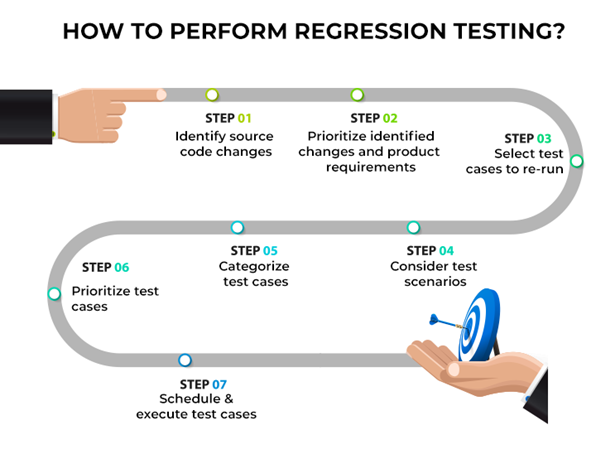 HOW TO PERFORM REGRESSION TESTING?
STEP 01
Identify source
code changes
STEP 02
Prioritize identified
changes and product
requirements
STEP 03
Select test
cases to re-run
STEP 04
Consider test
scenarios
STEP 05
Categorize
test cases
STEP 06
Prioritize test
cases
STEP 07
Schedule &
execute test cases